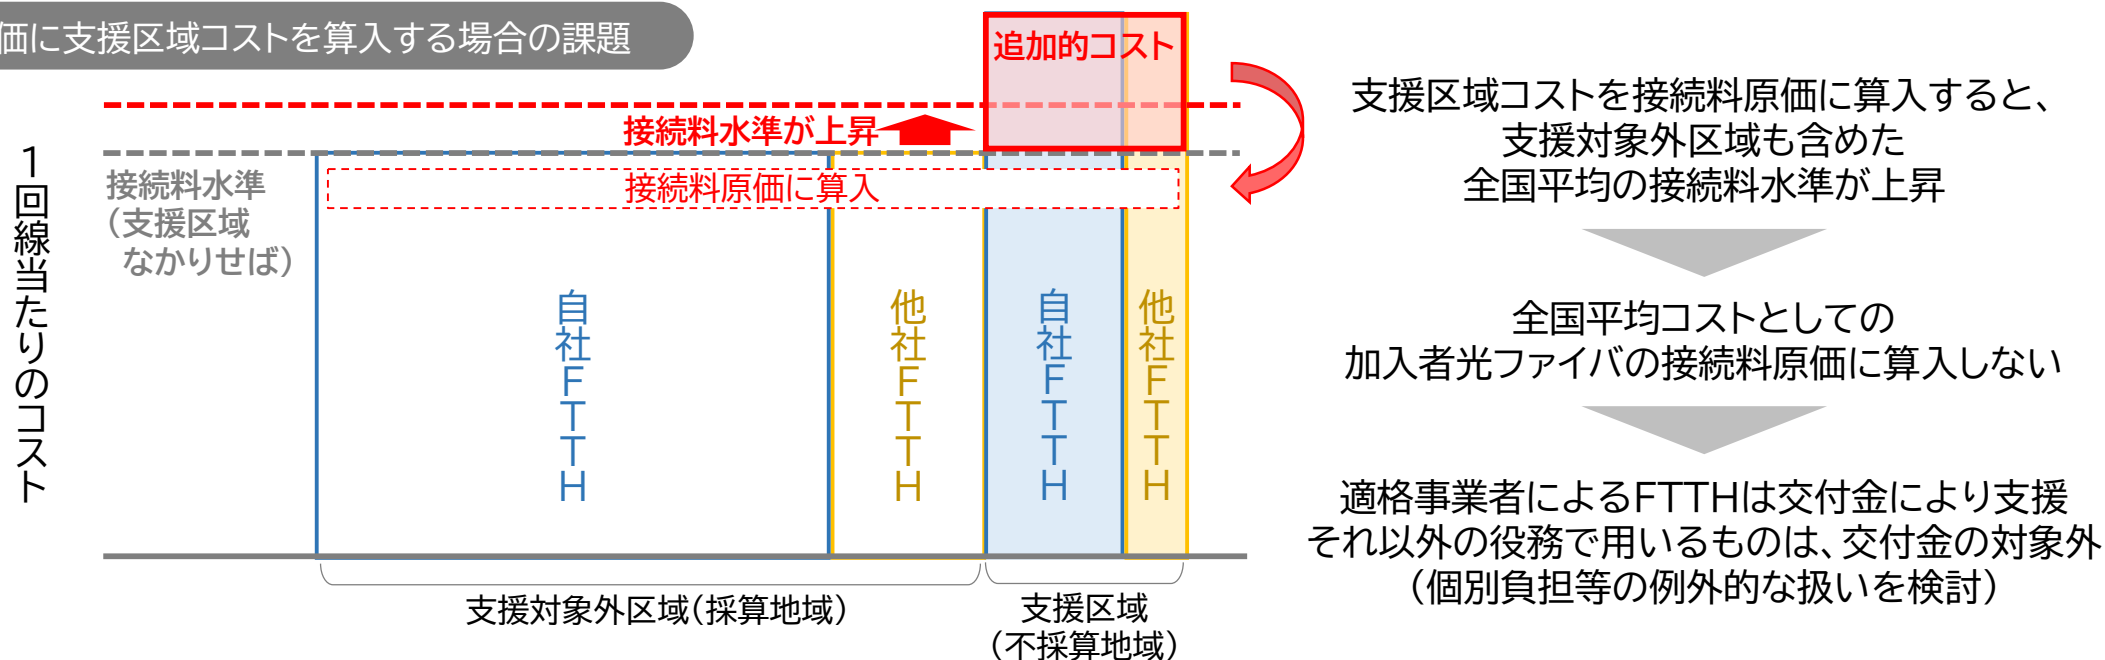 価に支援区域コストを算入する場合の課題
追加的コスト
接続料水準が上昇
1回線当たりのコスト
接続料水準
（支援区域
なかりせば）
接続料原価に算入
自社FTTH
他社FTTH
自社FTTH
他社FTTH
支援対象外区域（採算地域）
支援区域
（不採算地域）
支援区域コストを接続料原価に算入すると、
支援対象外区域も含めた
全国平均の接続料水準が上昇
全国平均コストとしての
加入者光ファイバの接続料原価に算入しない
適格事業者によるFTTHは交付金により支援
それ以外の役務で用いるものは、交付金の対象外
（個別負担等の例外的な扱いを検討）